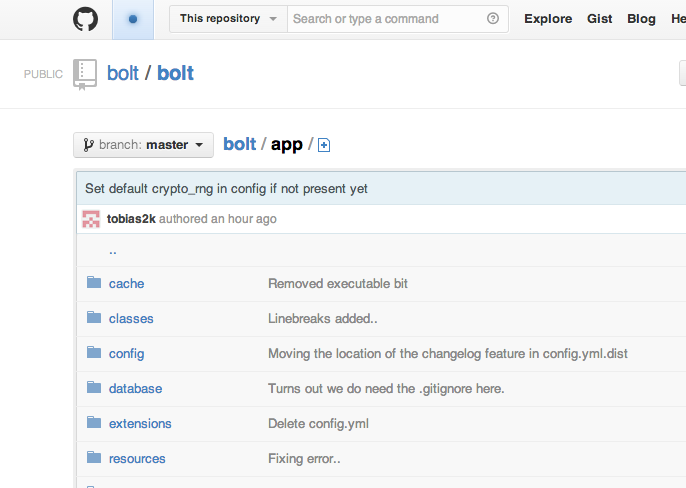 This repository Search or type a command Explore Gist Blog He
PUBLIC bolt / bolt
branch: master bolt / app /
Set default crypto_rng in config if not present yet
tobias2k authored an hour ago
..
cache Removed executable bit
classes Linebreaks added..
config Moving the location of the changelog feature in config.yml.dist
database Turns out we do need the .gitignore here.
extensions Delete config.yml
resources Fixing error..